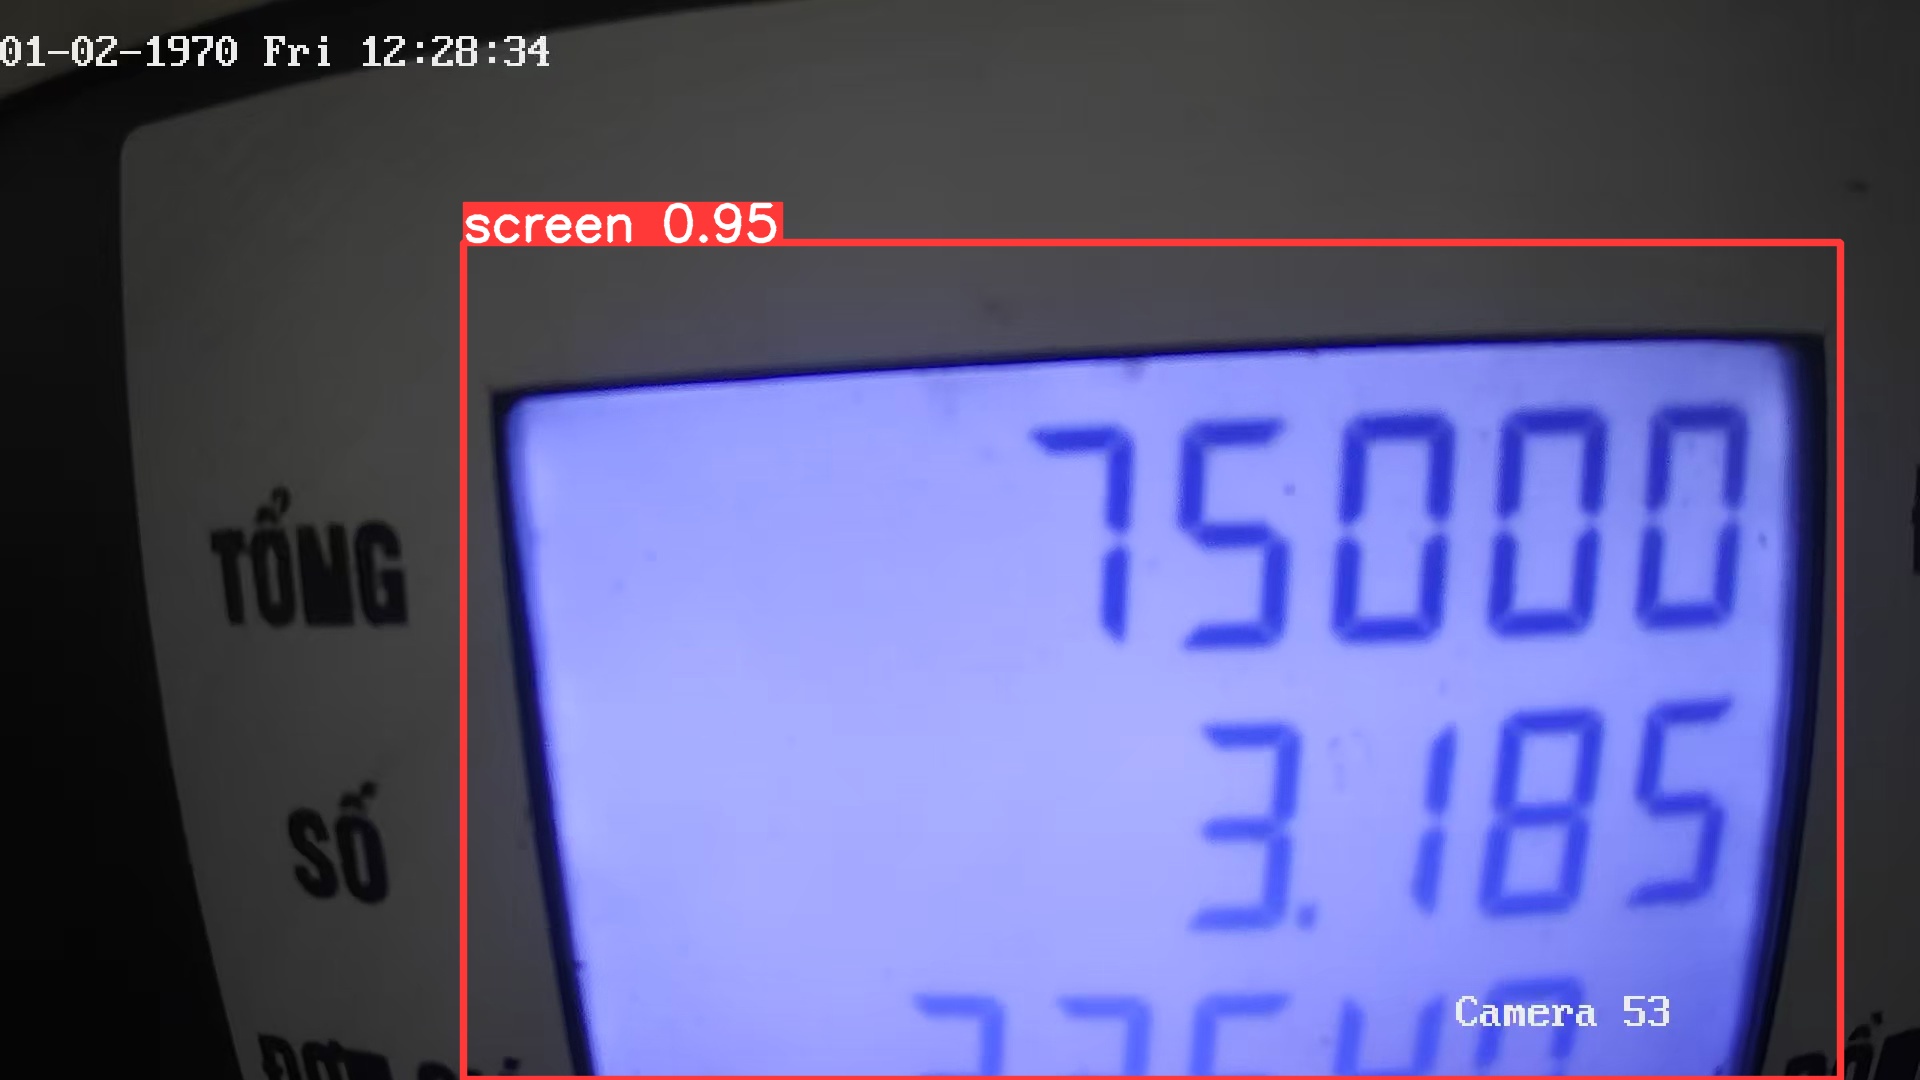 01-02-1970 Fri 12:28:34
screen 0.95
TỔNG 75000
SỐ 3.185
Camera 53